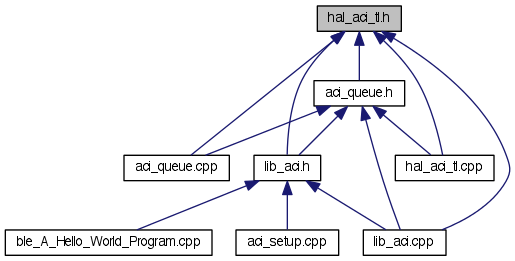 hal_aci_tl.h
aci_queue.h
aci_queue.cpp
lib_aci.h
hal_aci_tl.cpp
ble_A_Hello_World_Program.cpp
aci_setup.cpp
lib_aci.cpp